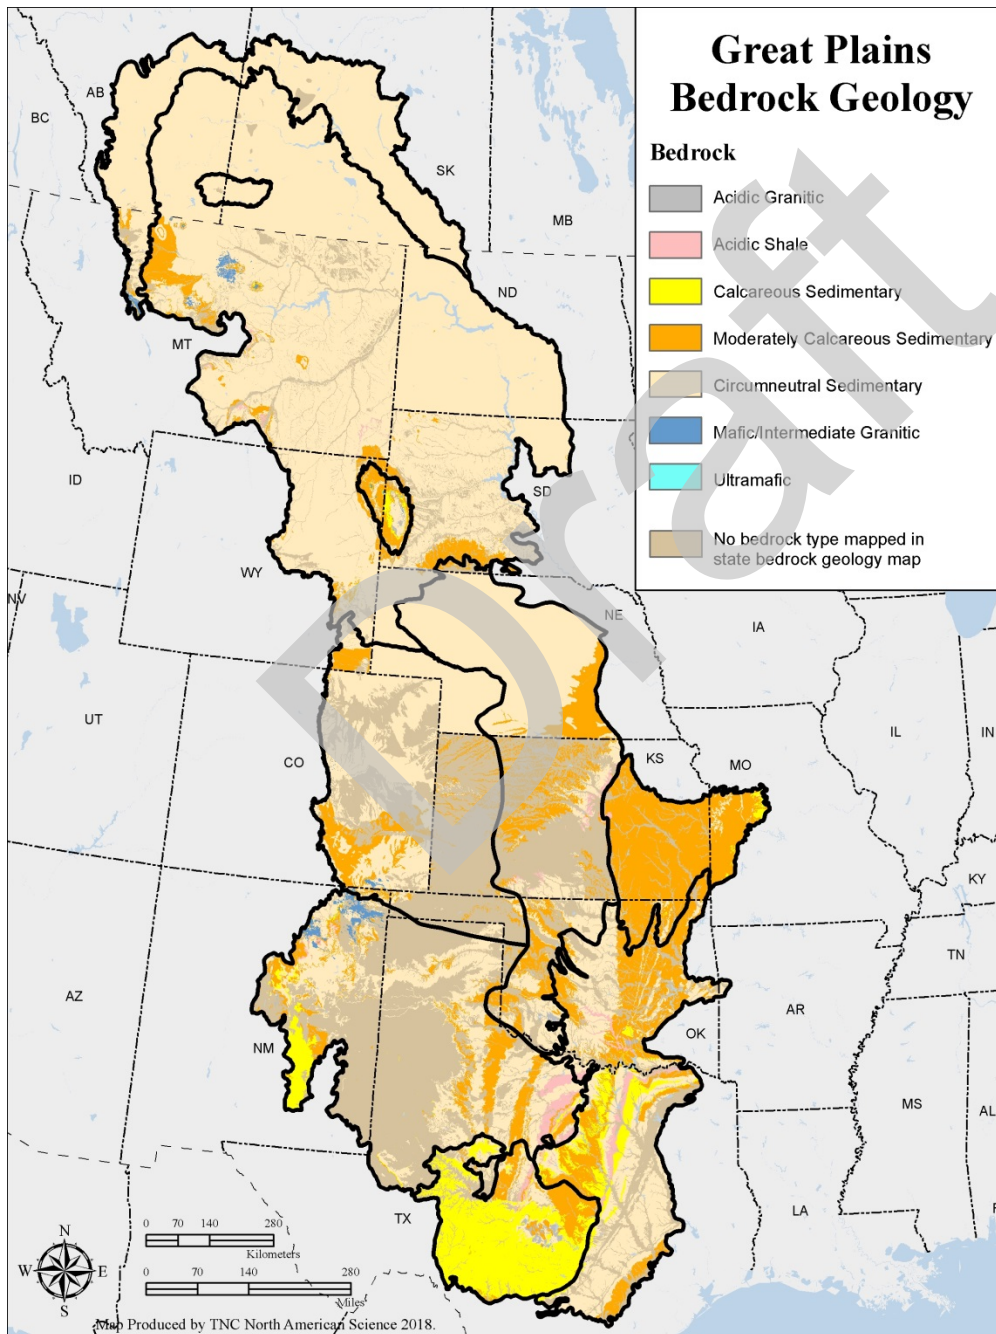 Great Plains
Bedrock Geology
Bedrock
Acidic Granitic
Acidic Shale
Calcareous Sedimentary
Moderately Calcareous Sedimentary
Circumneutral Sedimentary
Mafic/Intermediate Granitic
Ultramafic
No bedrock type mapped in
state bedrock geology map
Draft
AB
BC
SK
MB
ND
MT
ID
SD
WY
NV
NE
IA
UT
IL
IN
CO
KS
MO
KY
TN
AZ
NM
OK
AR
MS
AL
TX
LA
F
N
W
E
S
0 70 140 280
Kilometers
0 70 140 280
Miles
Map Produced by TNC North American Science 2018.